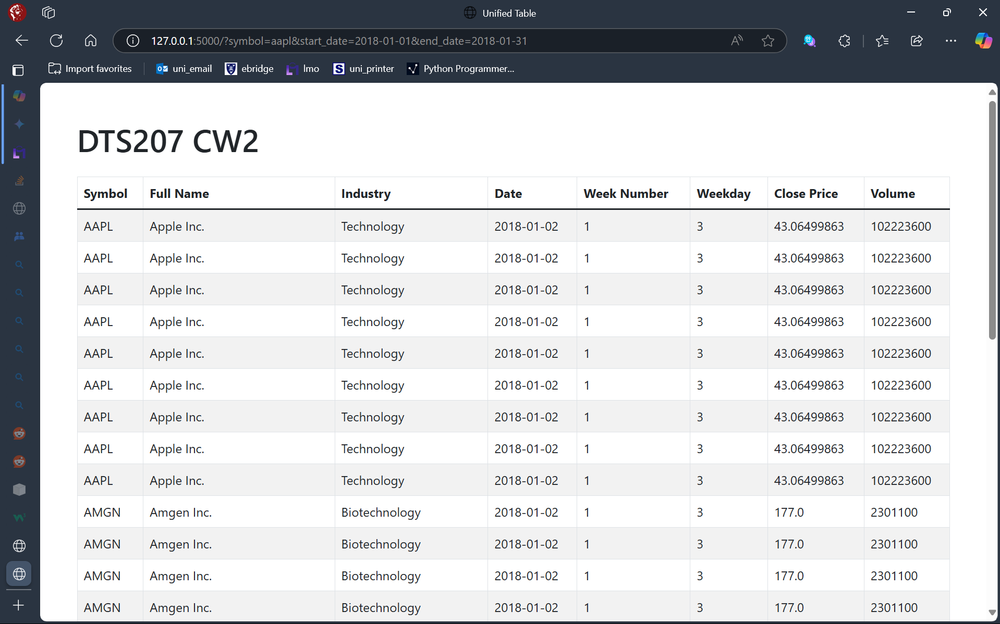 Unified Table
127.0.0.1:5000/?symbol=aapl&start_date=2018-01-01&end_date=2018-01-31
Import favorites uni_email ebridge lmo uni_printer Python Programmer...
DTS207 CW2
Symbol Full Name Industry Date Week Number Weekday Close Price Volume
AAPL Apple Inc. Technology 2018-01-02 1 3 43.06499863 102223600
AAPL Apple Inc. Technology 2018-01-02 1 3 43.06499863 102223600
AAPL Apple Inc. Technology 2018-01-02 1 3 43.06499863 102223600
AAPL Apple Inc. Technology 2018-01-02 1 3 43.06499863 102223600
AAPL Apple Inc. Technology 2018-01-02 1 3 43.06499863 102223600
AAPL Apple Inc. Technology 2018-01-02 1 3 43.06499863 102223600
AAPL Apple Inc. Technology 2018-01-02 1 3 43.06499863 102223600
AAPL Apple Inc. Technology 2018-01-02 1 3 43.06499863 102223600
AAPL Apple Inc. Technology 2018-01-02 1 3 43.06499863 102223600
AMGN Amgen Inc. Biotechnology 2018-01-02 1 3 177.0 2301100
AMGN Amgen Inc. Biotechnology 2018-01-02 1 3 177.0 2301100
AMGN Amgen Inc. Biotechnology 2018-01-02 1 3 177.0 2301100
AMGN Amgen Inc. Biotechnology 2018-01-02 1 3 177.0 2301100